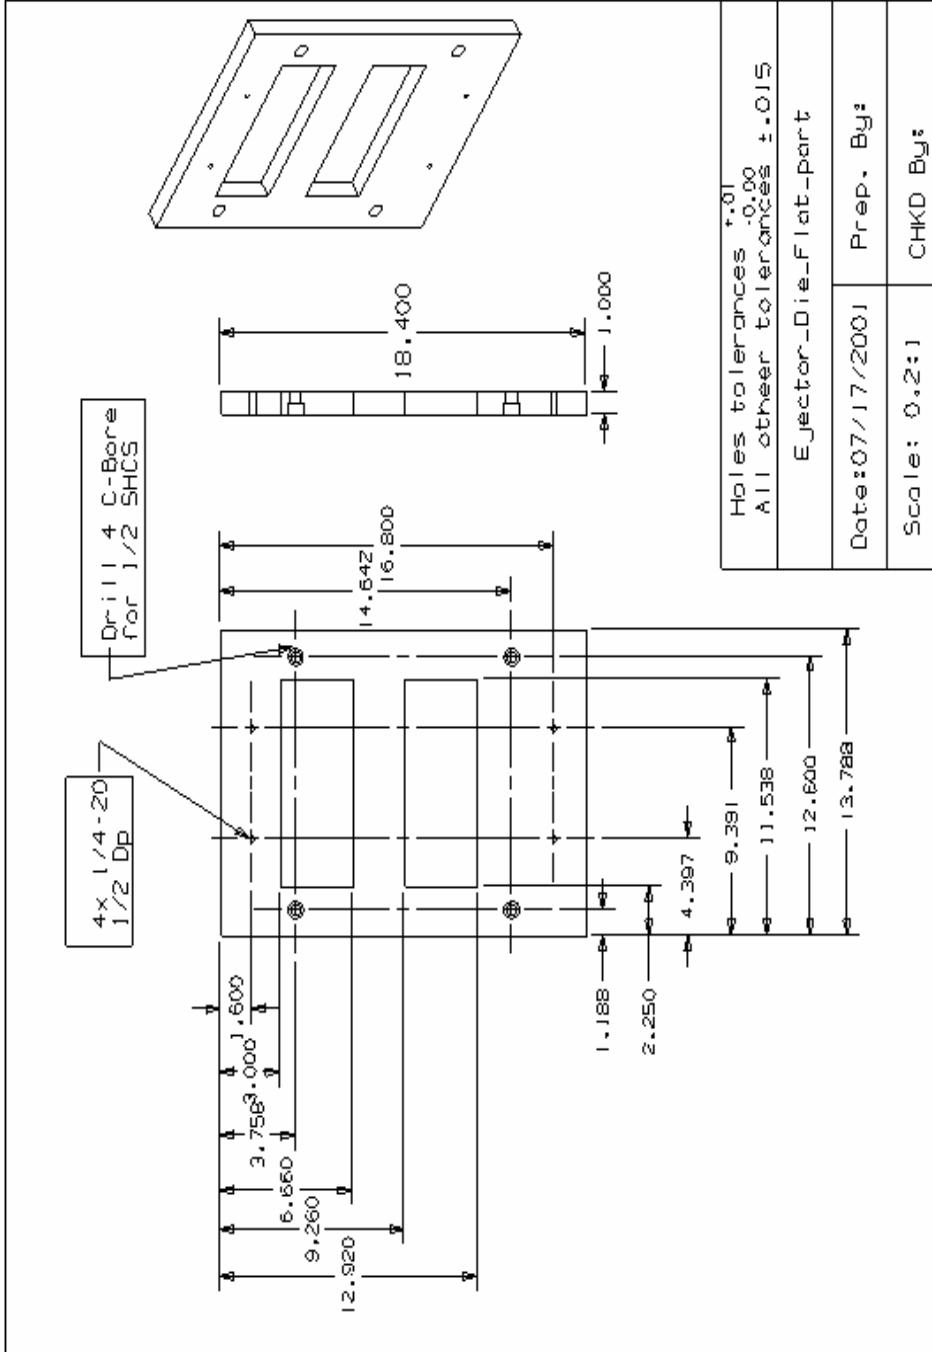 4x 1/4-20
1/2 Dp
Drill 4 C-Bore
for 1/2 SHCS
1.600
3.000
3.758
6.660
9.260
12.920
14.642
16.800
18.400
1.000
1.188
2.250
4.397
9.391
11.538
12.600
13.788
Holes tolerances +.01 -0.00
All otneer tolerances ±.015
Ejector_Die_Flat_part
Date:07/17/2001 Prep. By:
Scale: 0.2:1 CHKD By: